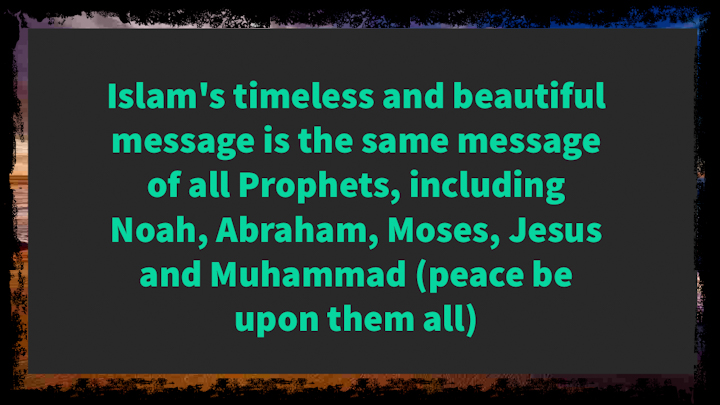 Islam's timeless and beautiful
message is the same message
of all Prophets, including
Noah, Abraham, Moses, Jesus
and Muhammad (peace be
upon them all)